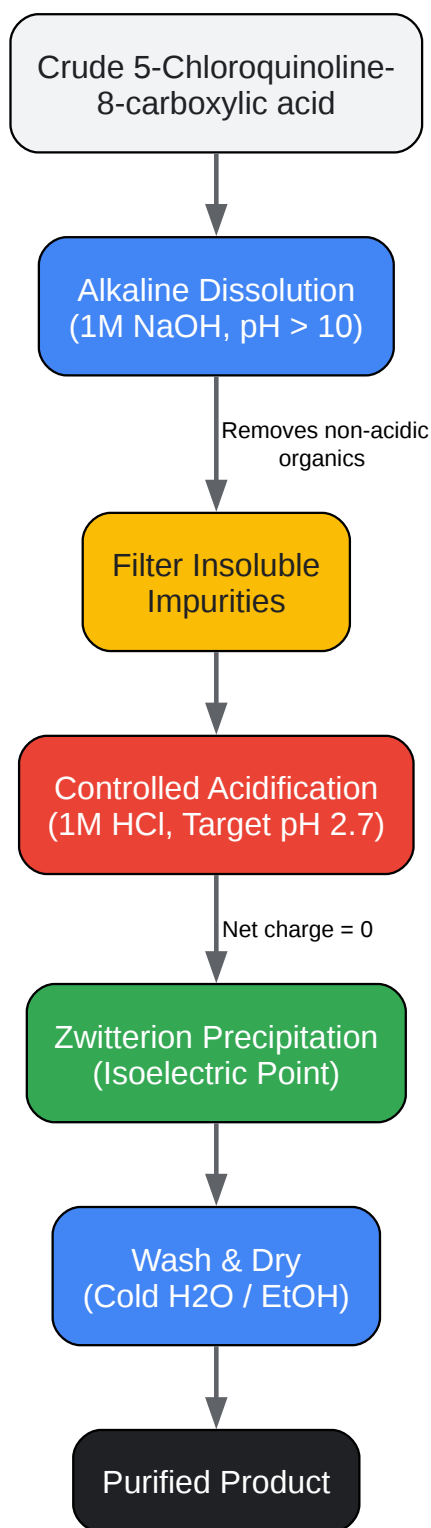 Crude 5-Chloroquinoline-
8-carboxylic acid
Alkaline Dissolution
(1M NaOH, pH > 10)
Removes non-acidic
organics
Filter Insoluble
Impurities
Controlled Acidification
(1M HCl, Target pH 2.7)
Net charge = 0
Zwitterion Precipitation
(Isoelectric Point)
Wash & Dry
(Cold H2O / EtOH)
Purified Product